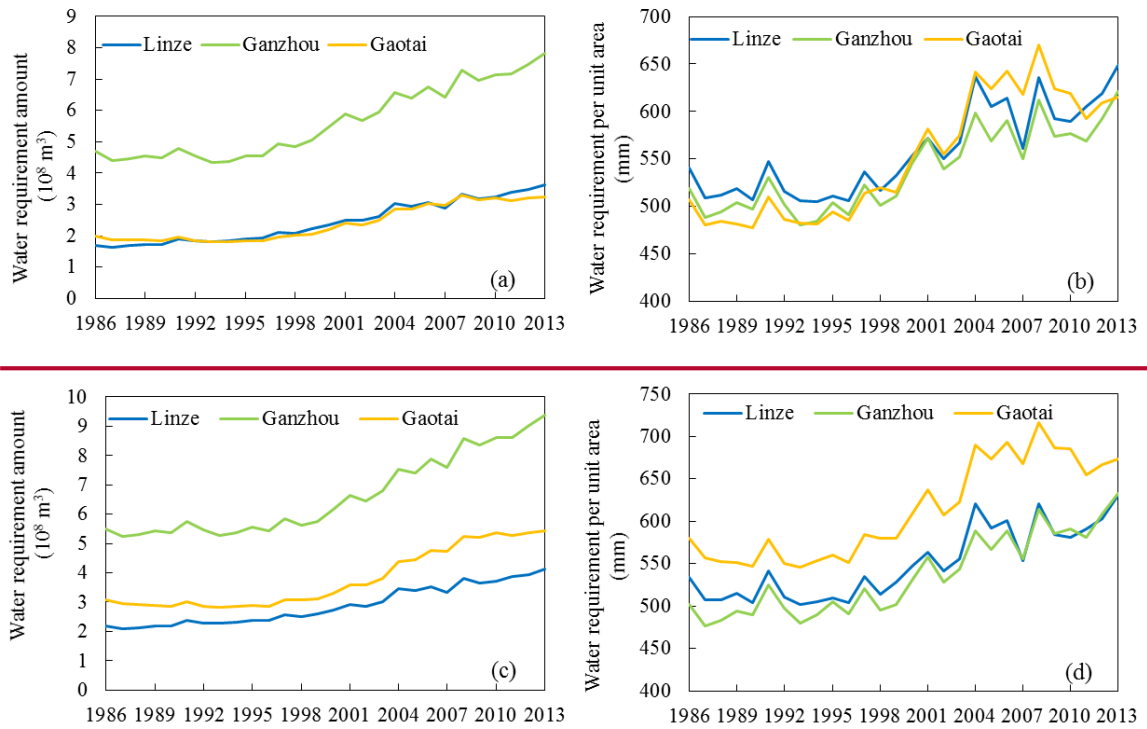 Water requirement amount
(10⁸ m³)
9
8
7
6
5
4
3
2
1
0
Linze Ganzhou Gaotai
(a)
1986 1989 1992 1995 1998 2001 2004 2007 2010 2013
Water requirement per unit area
(mm)
700
650
600
550
500
450
400
Linze Ganzhou Gaotai
(b)
1986 1989 1992 1995 1998 2001 2004 2007 2010 2013
Water requirement amount
(10⁸ m³)
10
9
8
7
6
5
4
3
2
1
0
Linze Ganzhou Gaotai
(c)
1986 1989 1992 1995 1998 2001 2004 2007 2010 2013
Water requirement per unit area
(mm)
750
700
650
600
550
500
450
400
Linze Ganzhou Gaotai
(d)
1986 1989 1992 1995 1998 2001 2004 2007 2010 2013